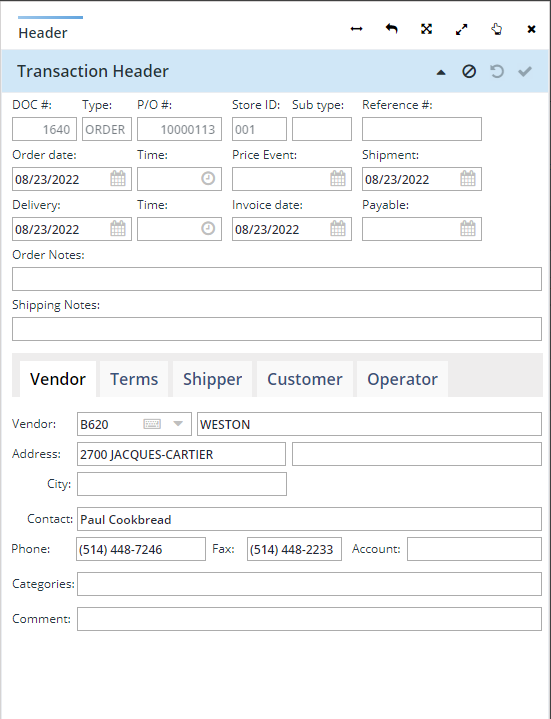 Header
Transaction Header
DOC #: Type: P/O #: Store ID: Sub type: Reference #:
1640 ORDER 10000113 001
Order date: Time: Price Event: Shipment:
08/23/2022 08/23/2022
Delivery: Time: Invoice date: Payable:
08/23/2022 08/23/2022
Order Notes:
Shipping Notes:
Vendor Terms Shipper Customer Operator
Vendor: B620 WESTON
Address: 2700 JACQUES-CARTIER
City:
Contact: Paul Cookbread
Phone: (514) 448-7246 Fax: (514) 448-2233 Account:
Categories:
Comment: